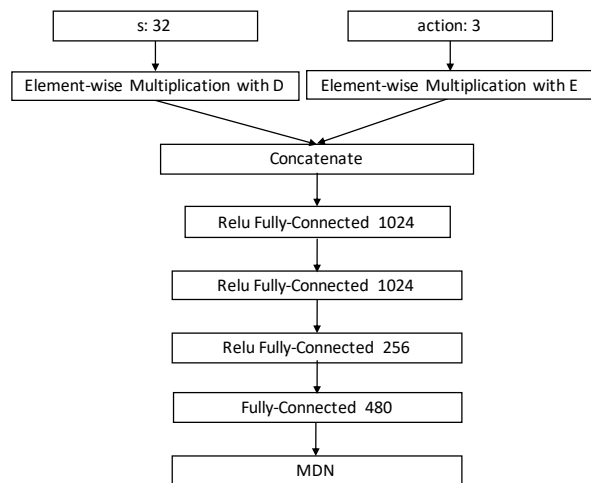 s: 32
action: 3
Element-wise Multiplication with D
Element-wise Multiplication with E
Concatenate
Relu Fully-Connected 1024
Relu Fully-Connected 1024
Relu Fully-Connected 256
Fully-Connected 480
MDN